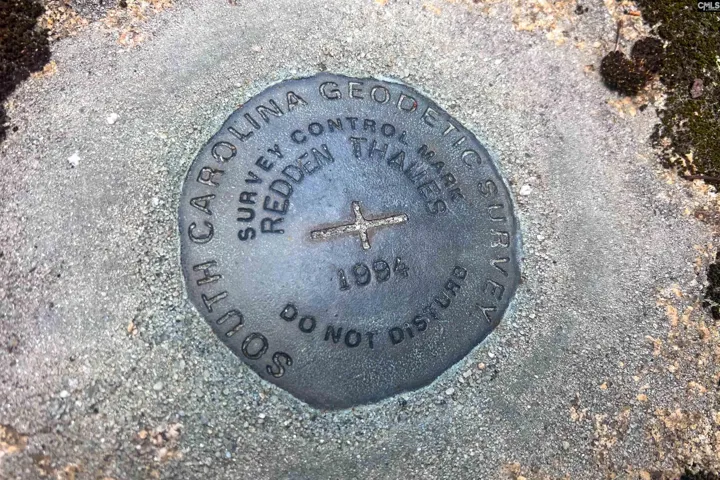 SOUTH CAROLINA GEODETIC SURVEY
SURVEY CONTROL MARK
REDDEN THAMES
1994
DO NOT DISTURB
CMLS